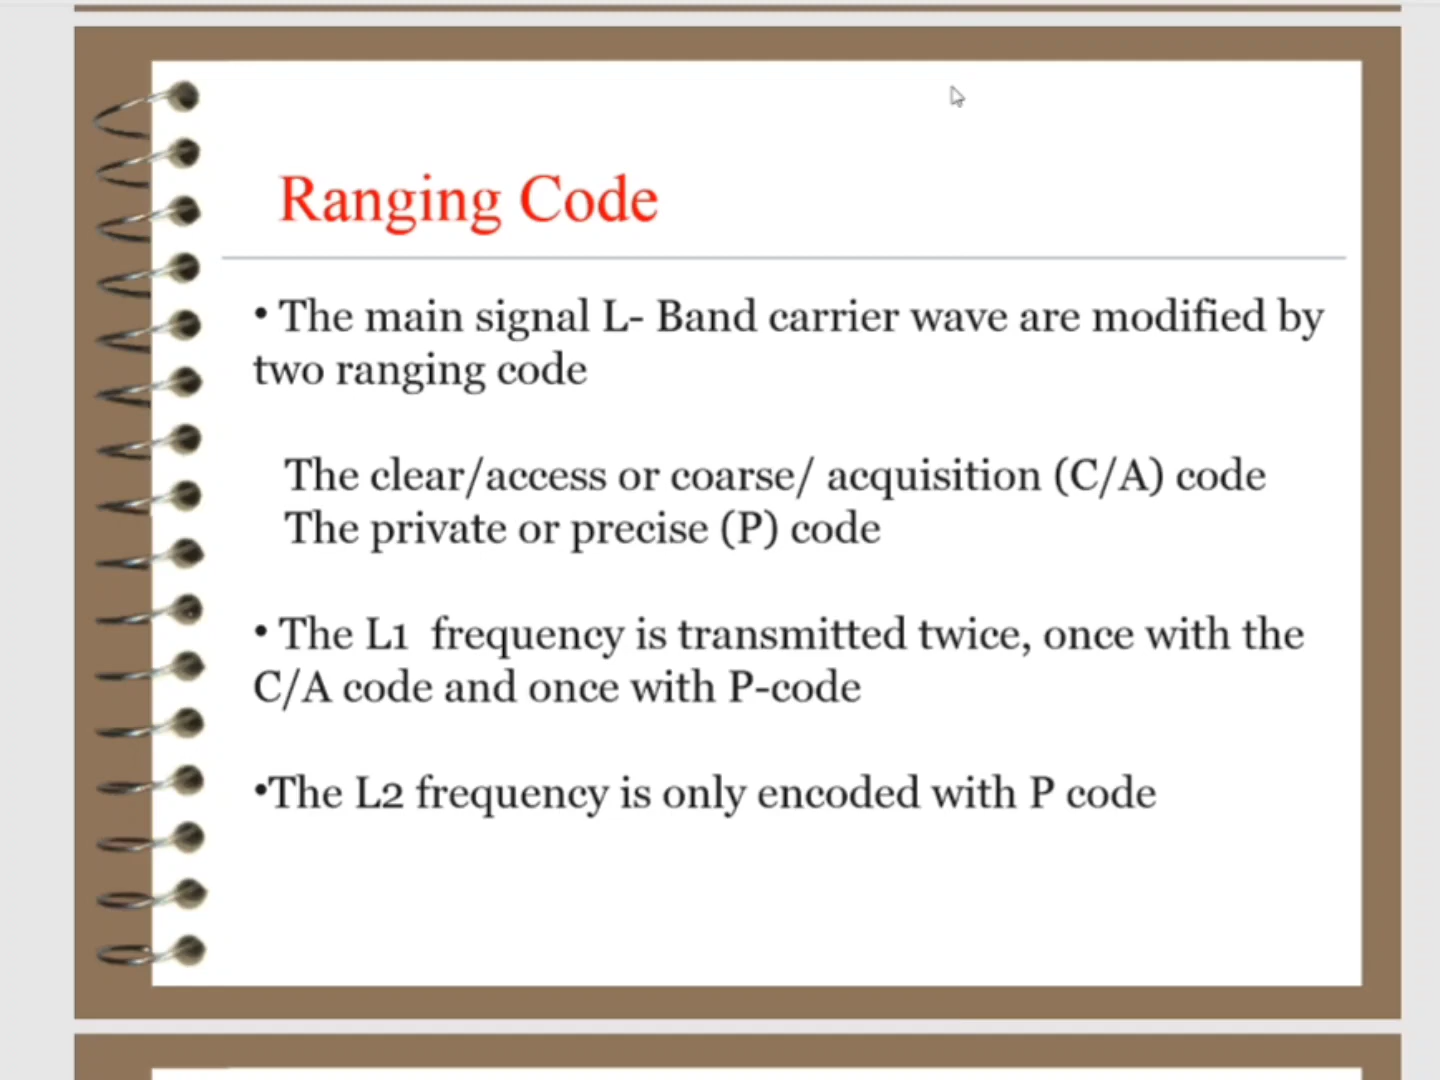 Ranging Code
• The main signal L- Band carrier wave are modified by
two ranging code
The clear/access or coarse/ acquisition (C/A) code
The private or precise (P) code
• The L1  frequency is transmitted twice, once with the
C/A code and once with P-code
•The L2 frequency is only encoded with P code